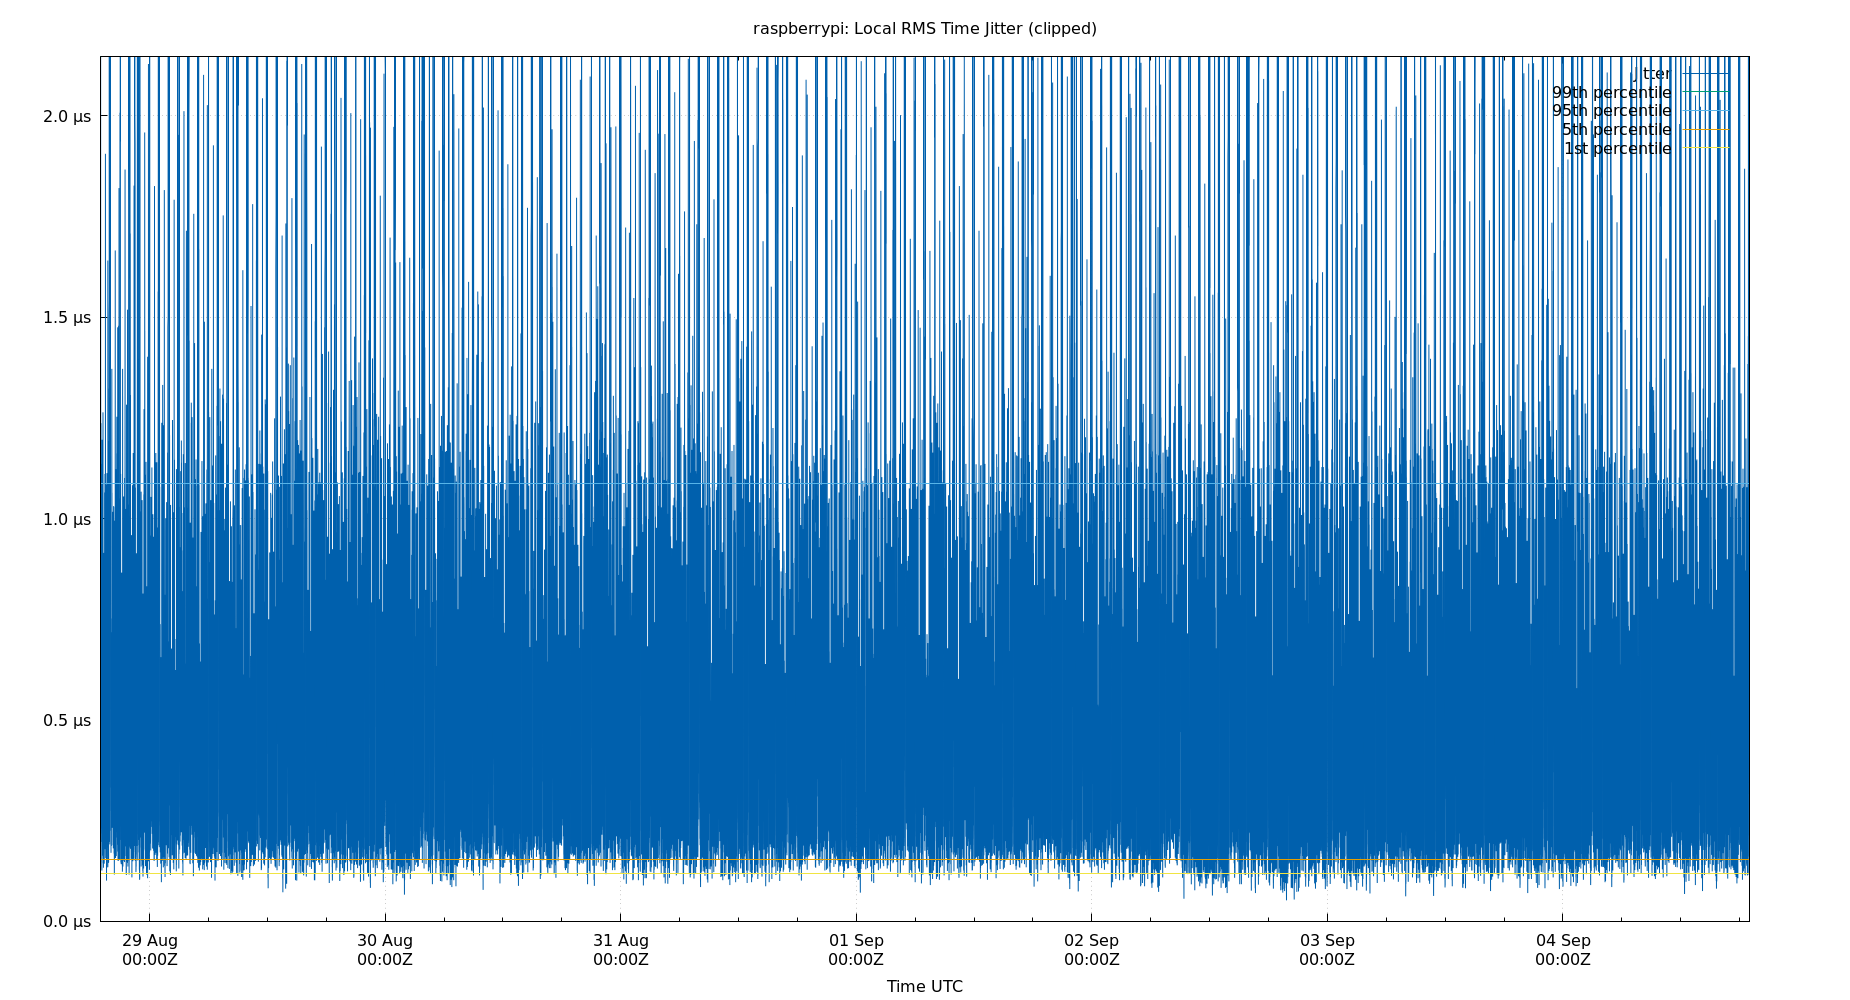 raspberrypi: Local RMS Time Jitter (clipped)
Jitter
99th percentile
95th percentile
5th percentile
1st percentile
2.0 µs
1.5 µs
1.0 µs
0.5 µs
0.0 µs
29 Aug 30 Aug 31 Aug 01 Sep 02 Sep 03 Sep 04 Sep
00:00Z 00:00Z 00:00Z 00:00Z 00:00Z 00:00Z 00:00Z
Time UTC